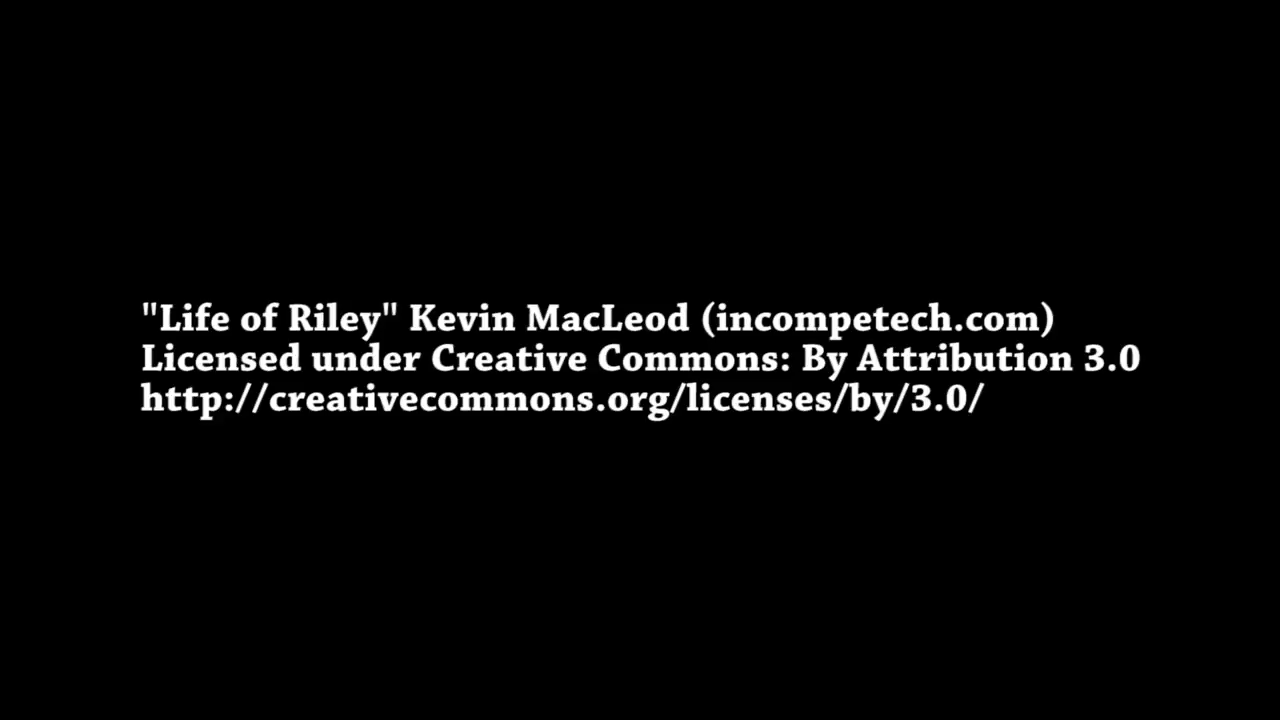 "Life of Riley" Kevin MacLeod (incompetech.com)
Licensed under Creative Commons: By Attribution 3.0
http://creativecommons.org/licenses/by/3.0/